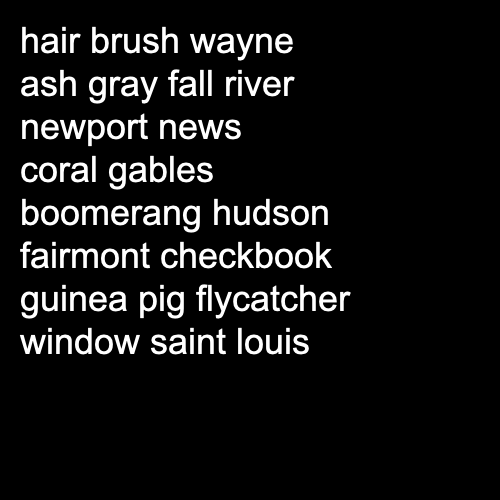 hair brush wayne
ash gray fall river
newport news
coral gables
boomerang hudson
fairmont checkbook
guinea pig flycatcher
window saint louis